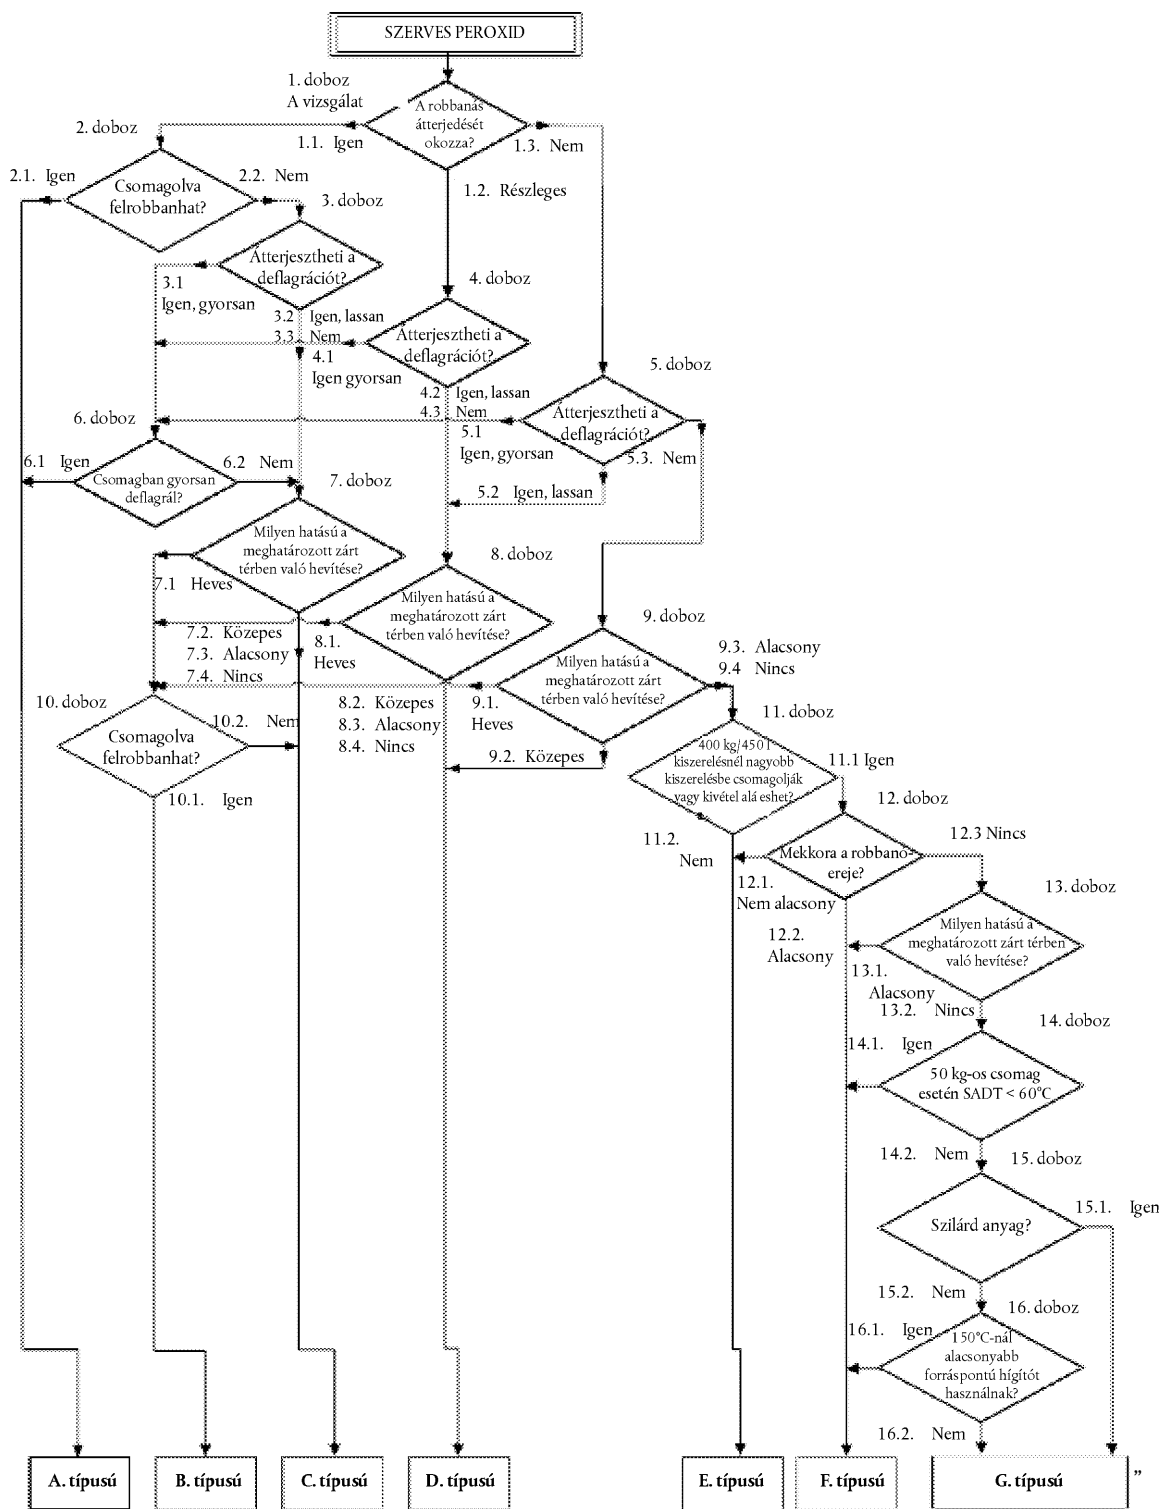 SZERVES PEROXID
1. doboz
A vizsgálat
A robbanás
átterjedését
okozza?
1.1. Igen
1.3. Nem
1.2. Részleges
2. doboz
2.1. Igen
2.2. Nem
Csomagolva
felrobbanhat?
3. doboz
Átterjesztheti a
deflagrációt?
3.1
Igen, gyorsan
3.2 Igen, lassan
3.3 Nem
4. doboz
Átterjesztheti a
deflagrációt?
4.1
Igen gyorsan
4.2 Igen, lassan
4.3 Nem
5. doboz
Átterjesztheti a
deflagrációt?
5.1
Igen, gyorsan
5.3. Nem
5.2 Igen, lassan
6. doboz
6.1 Igen
6.2 Nem
Csomagban gyorsan
deflagrál?
7. doboz
Milyen hatású a
meghatározott zárt
térben való hevítése?
7.1 Heves
7.2. Közepes
7.3. Alacsony
7.4. Nincs
8. doboz
Milyen hatású a
meghatározott zárt
térben való hevítése?
8.1.
Heves
8.2. Közepes
8.3. Alacsony
8.4. Nincs
9. doboz
Milyen hatású a
meghatározott zárt
térben való hevítése?
9.3. Alacsony
9.4 Nincs
9.1.
Heves
9.2. Közepes
10. doboz
10.2. Nem
Csomagolva
felrobbanhat?
10.1. Igen
11. doboz
400 kg/450 l
kiszerelésnél nagyobb
kiszerelésbe csomagolják
vagy kivétel alá eshet?
11.1 Igen
11.2.
Nem
12. doboz
Mekkora a robbanó-
ereje?
12.3 Nincs
12.1.
Nem alacsony
12.2.
Alacsony
13. doboz
Milyen hatású a
meghatározott zárt térben
való hevítése?
13.1.
Alacsony
13.2. Nincs
14. doboz
14.1. Igen
50 kg-os csomag
esetén SADT < 60°C
14.2. Nem
15. doboz
Szilárd anyag?
15.1. Igen
15.2. Nem
16. doboz
16.1. Igen
150°C-nál
alacsonyabb
forráspontú hígítót
használnak?
16.2. Nem
A. típusú
B. típusú
C. típusú
D. típusú
E. típusú
F. típusú
G. típusú
”